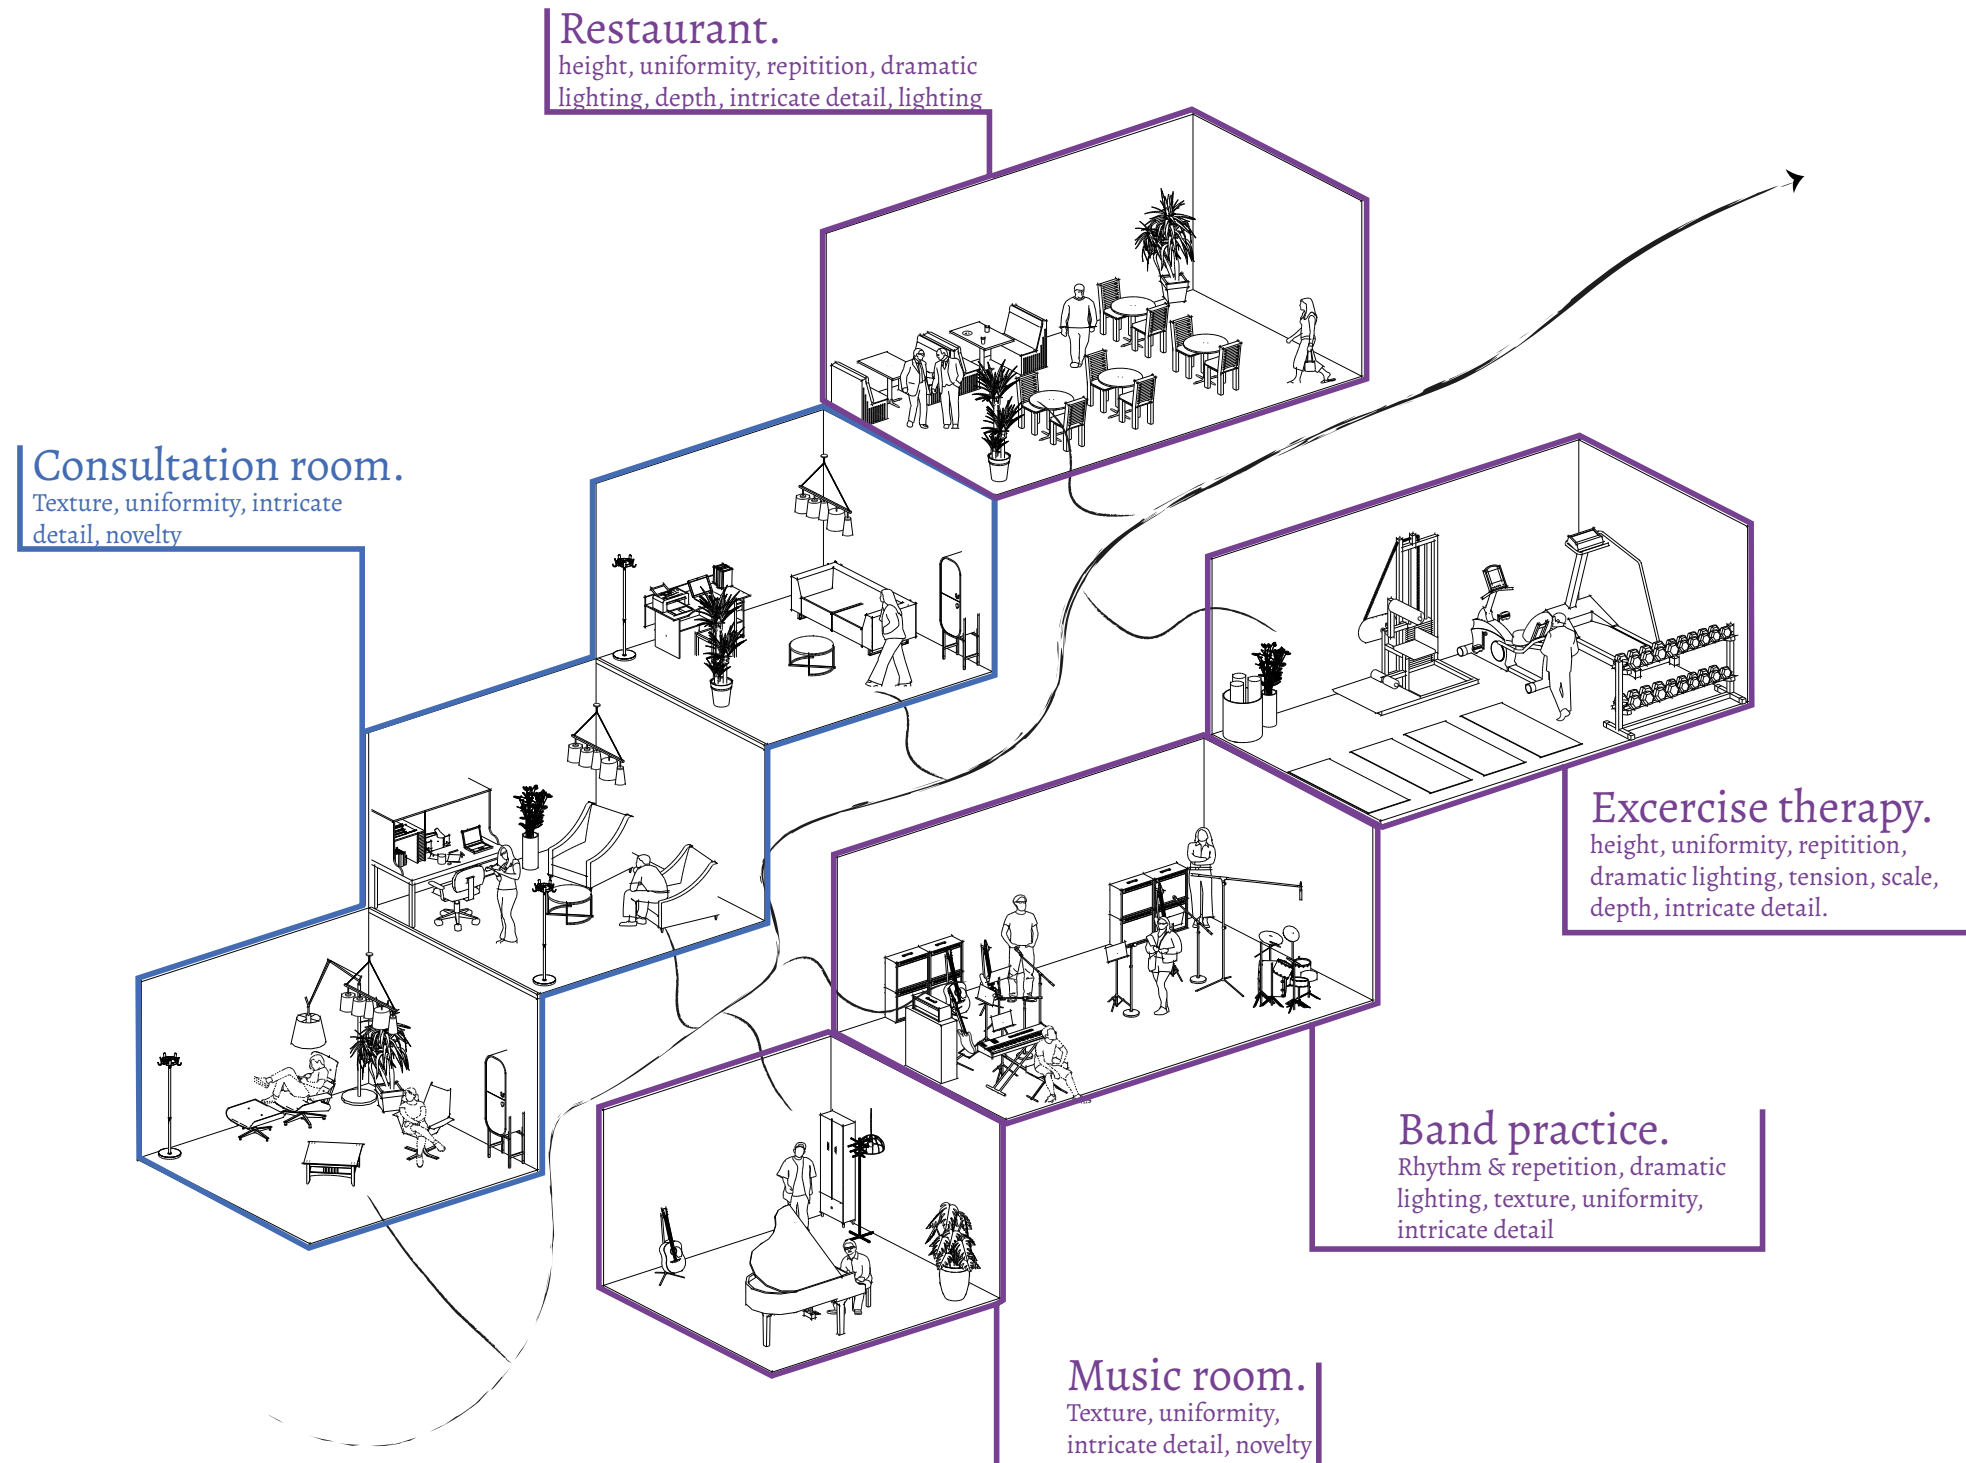 Restaurant.
height, uniformity, repitition, dramatic
lighting, depth, intricate detail, lighting
Consultation room.
Texture, uniformity, intricate
detail, novelty
Excercise therapy.
height, uniformity, repitition,
dramatic lighting, tension, scale,
depth, intricate detail.
Band practice.
Rhythm & repetition, dramatic
lighting, texture, uniformity,
intricate detail
Music room.
Texture, uniformity,
intricate detail, novelty